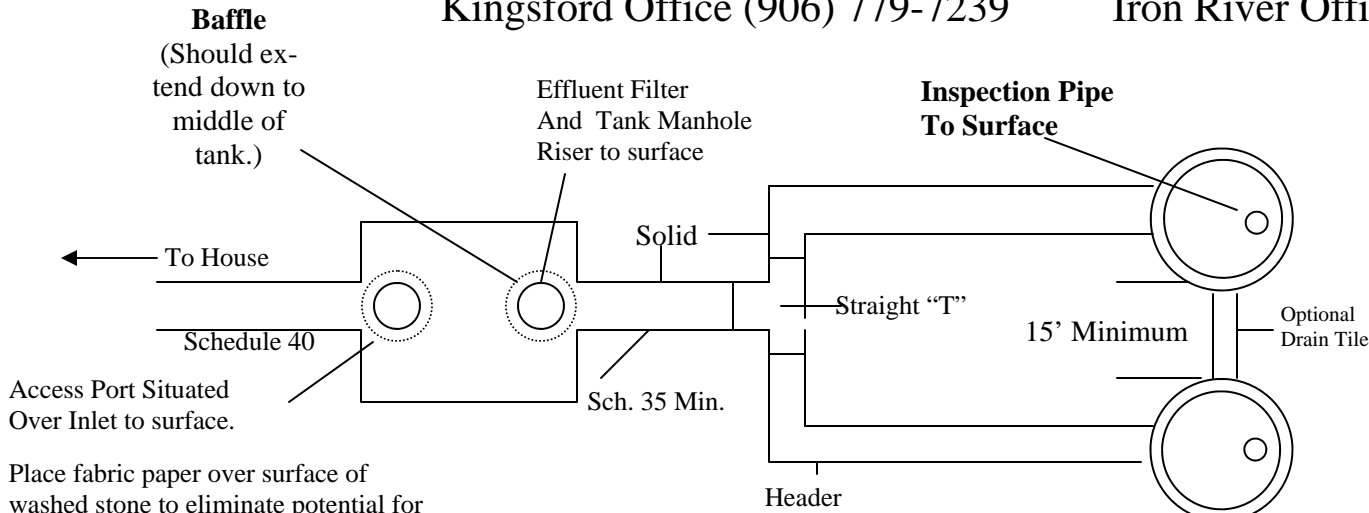 Kingsford Office (906) 779-7239
Baffle
(Should ex-
tend down to
middle of
tank.)
Effluent Filter
And Tank Manhole
Riser to surface
Inspection Pipe
To Surface
To House
Solid
Straight “T”
15’ Minimum
Optional
Drain Tile
Schedule 40
Sch. 35 Min.
Access Port Situated
Over Inlet to surface.
Place fabric paper over surface of
washed stone to eliminate potential for
Header
Iron River